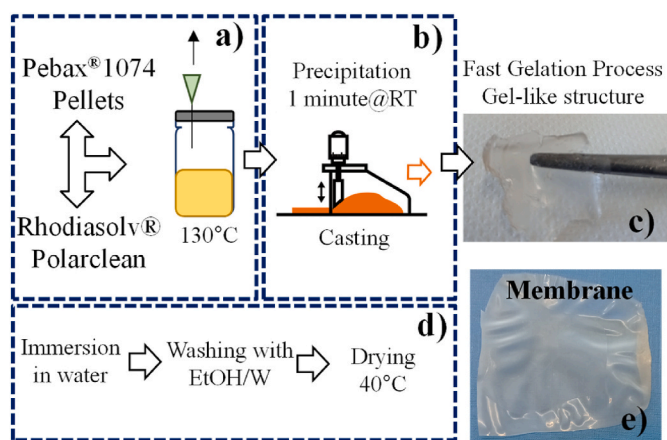 a)
Pebax®1074
Pellets
Rhodiasolv®
Polarclean
130°C
b)
Precipitation
1 minute@RT
Casting
Fast Gelation Process
Gel-like structure
c)
d)
Immersion
in water
Washing with
EtOH/W
Drying
40°C
Membrane
e)